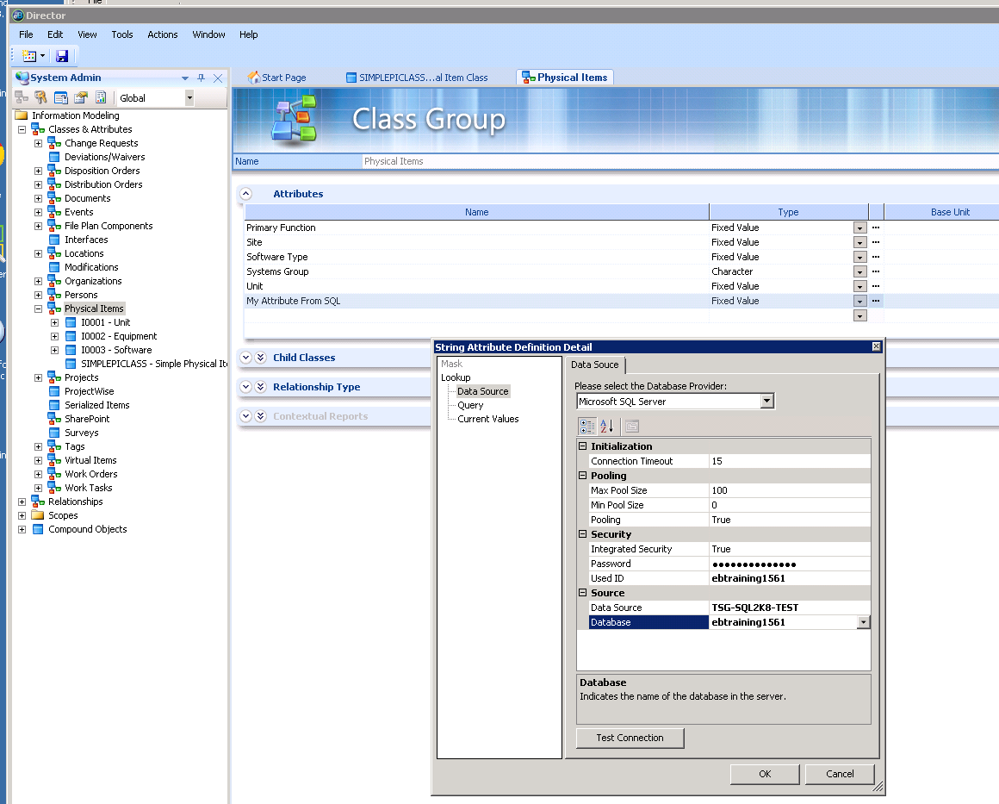 File
Director
File Edit View Tools Actions Window Help
System Admin
Global
Information Modeling
Classes & Attributes
Change Requests
Deviations/Waivers
Disposition Orders
Distribution Orders
Documents
Events
File Plan Components
Interfaces
Locations
Modifications
Organizations
Persons
Physical Items
I0001 - Unit
I0002 - Equipment
I0003 - Software
SIMPLEPICLASS - Simple Physical Ite
Projects
ProjectWise
Serialized Items
SharePoint
Surveys
Tags
Virtual Items
Work Orders
Work Tasks
Relationships
Scopes
Compound Objects
Start Page SIMPLEPICLASS...al Item Class Physical Items
Class Group
Name Physical Items
Attributes
Name Type Base Unit
Primary Function Fixed Value ...
Site Fixed Value ...
Software Type Fixed Value ...
Systems Group Character ...
Unit Fixed Value ...
My Attribute From SQL Fixed Value ...
Child Classes
Relationship Type
Contextual Reports
String Attribute Definition Detail
Mask
Lookup
Data Source
Query
Current Values
Data Souce
Please select the Database Provider:
Microsoft SQL Server
Initialization
Connection Timeout 15
Pooling
Max Pool Size 100
Min Pool Size 0
Pooling True
Security
Integrated Security True
Password ●●●●●●●●●●●●●●
Used ID ebtraining1561
Source
Data Source TSG-SQL2K8-TEST
Database ebtraining1561
Database
Indicates the name of the database in the server.
Test Connection
OK Cancel